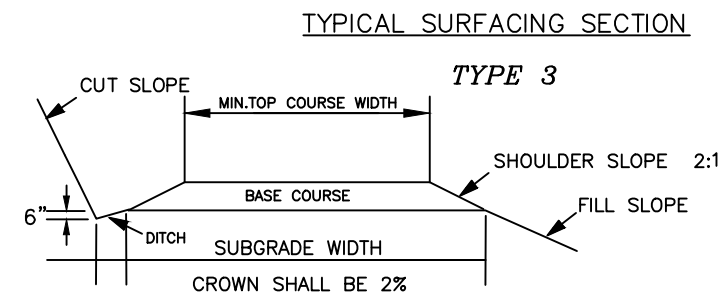 TYPICAL SURFACING SECTION
TYPE 3
CUT SLOPE
MIN.TOP COURSE WIDTH
SHOULDER SLOPE 2:1
BASE COURSE
FILL SLOPE
6"
DITCH
SUBGRADE WIDTH
CROWN SHALL BE 2%